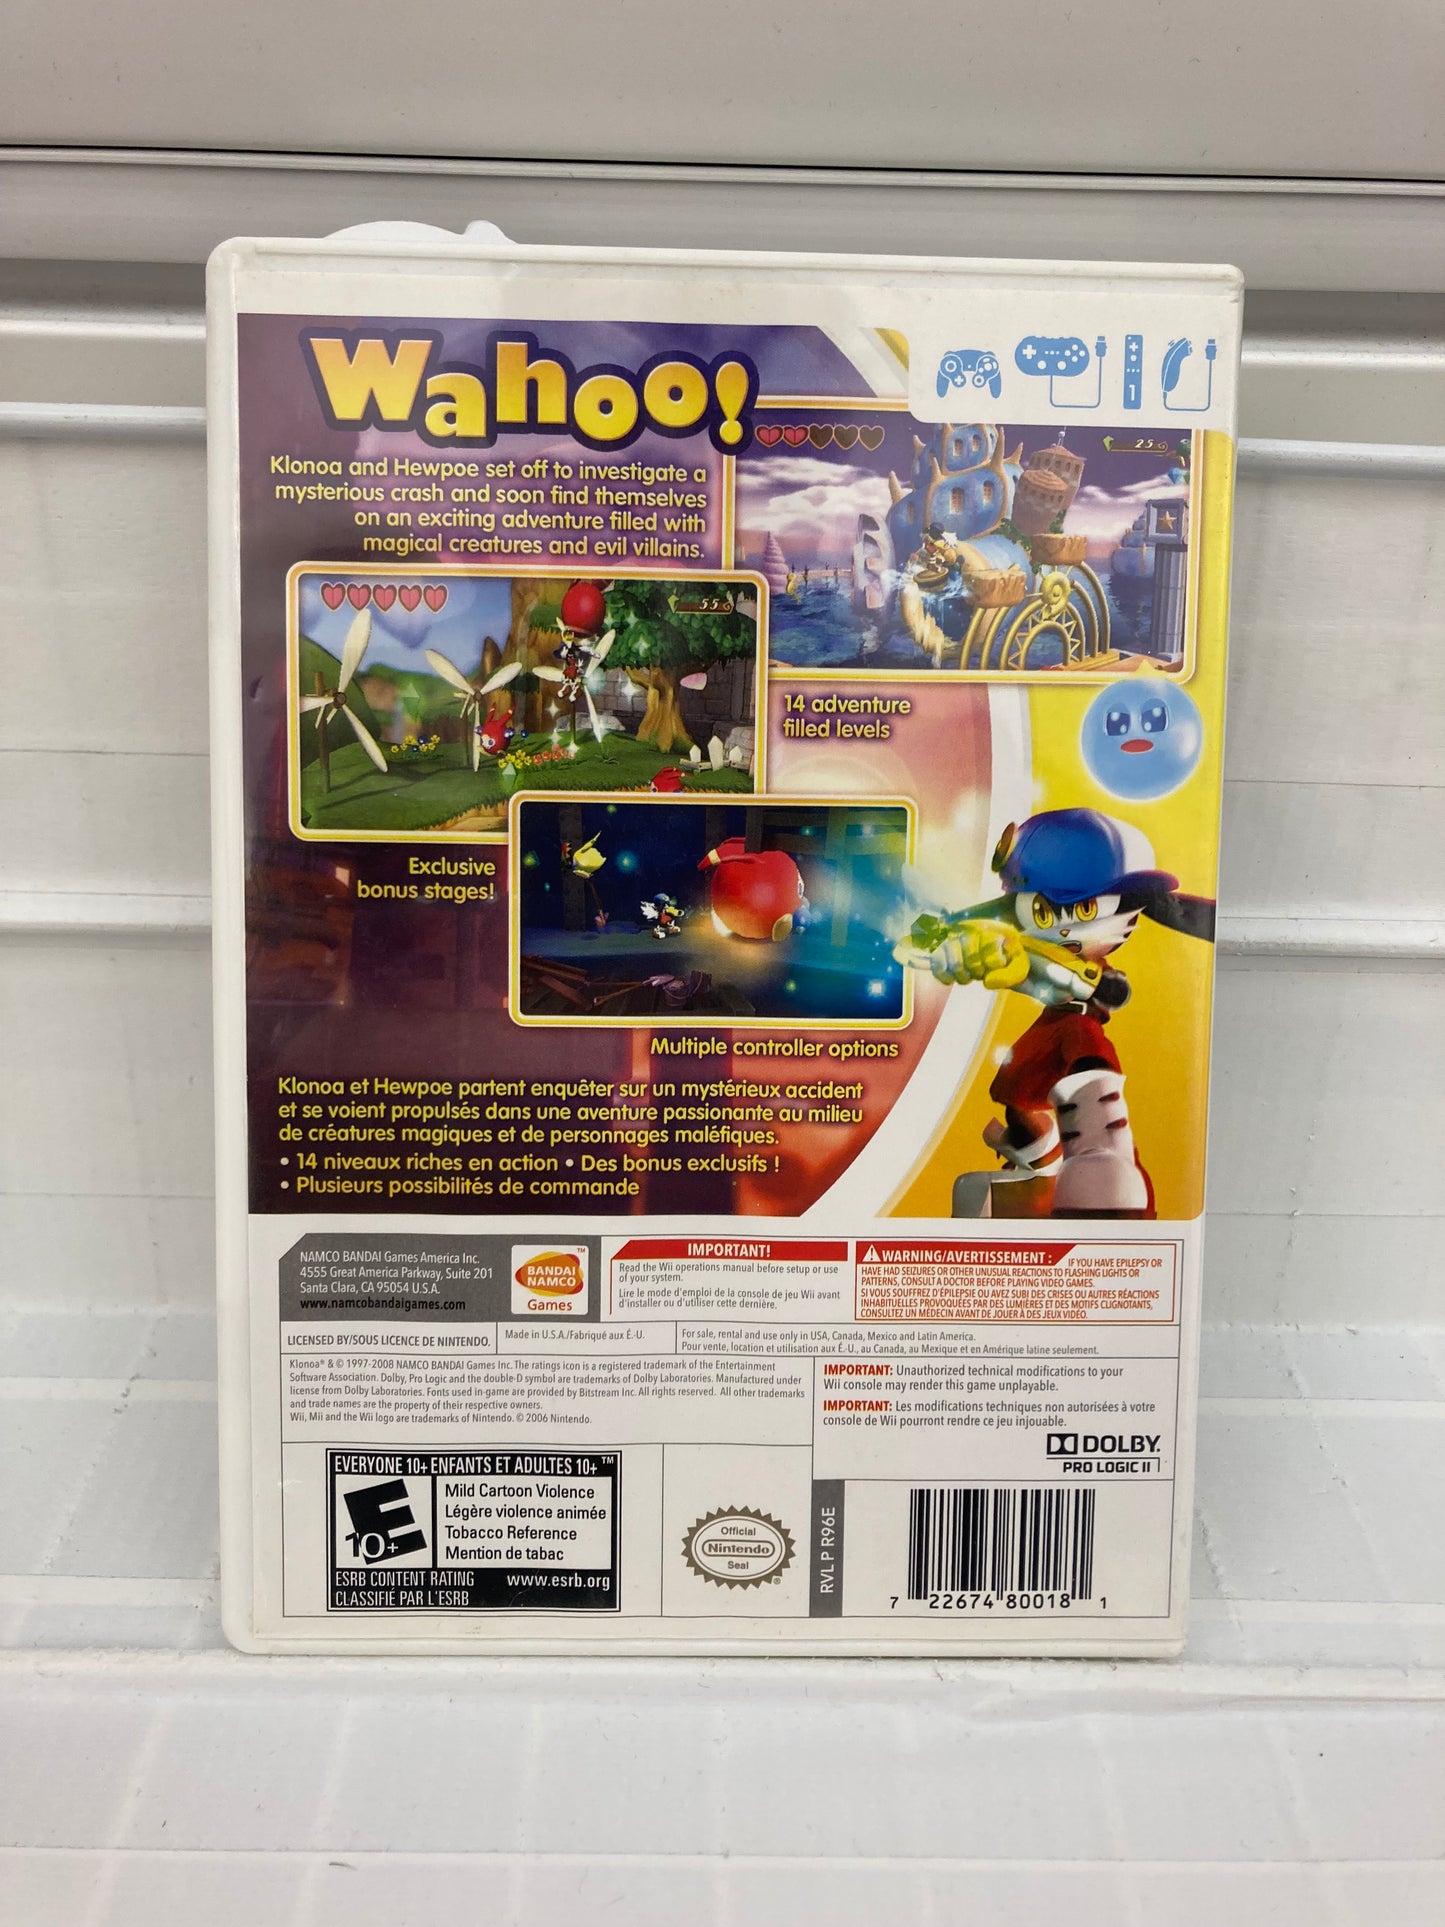 Wahoo!
Klonoa and Hewpoe set off to investigate a
mysterious crash and soon find themselves
on an exciting adventure filled with
magical creatures and evil villains.
1
25
55
14 adventure
filled levels
Exclusive
bonus stages!
Multiple controller options
Klonoa et Hewpoe partent enquêter sur un mystérieux accident
et se voient propulsés dans une aventure passionante au milieu
de créatures magiques et de personnages maléfiques.
• 14 niveaux riches en action • Des bonus exclusifs !
• Plusieurs possibilités de commande
NAMCO BANDAI Games America Inc.
4555 Great America Parkway, Suite 201
Santa Clara, CA 95054 U.S.A.
www.namcobandaigames.com
BANDAI
NAMCO
Games
TM
IMPORTANT!
Read the Wii operations manual before setup or use
of your system.
Lire le mode d'emploi de la console de jeu Wii avant
d'installer ou d'utiliser cette dernière.
WARNING/AVERTISSEMENT : IF YOU HAVE EPILEPSY OR
HAVE HAD SEIZURES OR OTHER UNUSUAL REACTIONS TO FLASHING LIGHTS OR
PATTERNS, CONSULT A DOCTOR BEFORE PLAYING VIDEO GAMES.
SI VOUS SOUFFREZ D'ÉPILEPSIE OU AVEZ SUBI DES CRISES OU AUTRES RÉACTIONS
INHABITUELLES PROVOQUÉES PAR DES LUMIÈRES ET DES MOTIFS CLIGNOTANTS,
CONSULTEZ UN MÉDECIN AVANT DE JOUER À DES JEUX VIDÉO.
LICENSED BY/SOUS LICENCE DE NINTENDO.
Made in U.S.A./Fabriqué aux É.-U.
For sale, rental and use only in USA, Canada, Mexico and Latin America.
Pour vente, location et utilisation aux É.-U., au Canada, au Mexique et en Amérique latine seulement.
Klonoa® & © 1997-2008 NAMCO BANDAI Games Inc. The ratings icon is a registered trademark of the Entertainment
Software Association. Dolby, Pro Logic and the double-D symbol are trademarks of Dolby Laboratories. Manufactured under
license from Dolby Laboratories. Fonts used in-game are provided by Bitstream Inc. All rights reserved. All other trademarks
and trade names are the property of their respective owners.
Wii, Mii and the Wii logo are trademarks of Nintendo. © 2006 Nintendo.
IMPORTANT: Unauthorized technical modifications to your
Wii console may render this game unplayable.
IMPORTANT: Les modifications techniques non autorisées à votre
console de Wii pourront rendre ce jeu injouable.
DOLBY.
PRO LOGIC II
EVERYONE 10+ ENFANTS ET ADULTES 10+ ™
E
10+
Mild Cartoon Violence
Légère violence animée
Tobacco Reference
Mention de tabac
ESRB CONTENT RATING www.esrb.org
CLASSIFIÉ PAR L'ESRB
Official
Nintendo
Seal
®
RVL P R96E
7 22674 80018 1